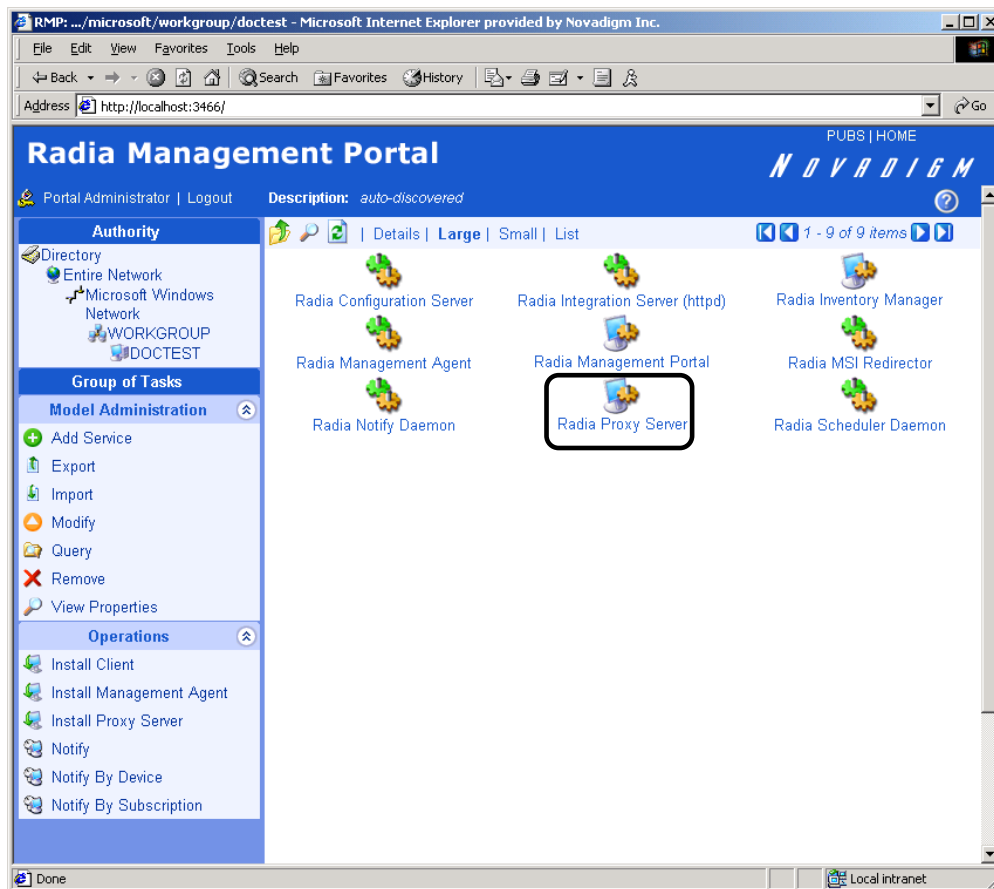 RMP: .../microsoft/workgroup/doctest - Microsoft Internet Explorer provided by Novadigm Inc.
File Edit View Favorites Tools Help
Back Search Favorites History
Address http://localhost:3466/ Go
PUBS | HOME
Radia Management Portal
NOVADIGM
Portal Administrator | Logout Description: auto-discovered
Authority
| Details | Large | Small | List
1 - 9 of 9 items
Directory
Entire Network
Microsoft Windows
Network
WORKGROUP
DOCTEST
Radia Configuration Server Radia Integration Server (httpd) Radia Inventory Manager
Radia Management Agent Radia Management Portal Radia MSI Redirector
Radia Notify Daemon Radia Proxy Server Radia Scheduler Daemon
Group of Tasks
Model Administration
Add Service
Export
Import
Modify
Query
Remove
View Properties
Operations
Install Client
Install Management Agent
Install Proxy Server
Notify
Notify By Device
Notify By Subscription
Done Local intranet